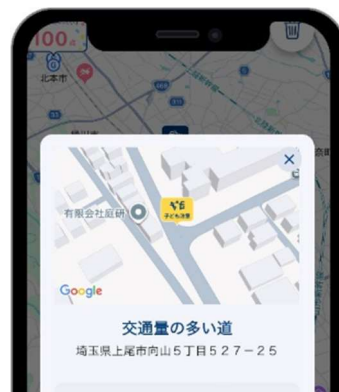 100
北本市
有限会社庭研
子ども注意
Google
交通量の多い道
埼玉県上尾市向山5丁目527-25